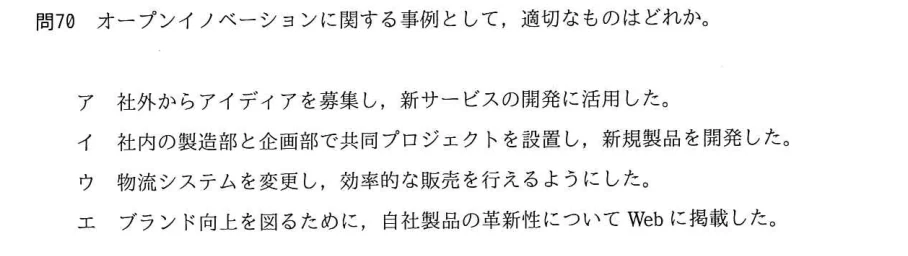 問70 オープンイノベーションに関する事例として，適切なものはどれか。
ア 社外からアイディアを募集し，新サービスの開発に活用した。
イ 社内の製造部と企画部で共同プロジェクトを設置し，新規製品を開発した。
ウ 物流システムを変更し，効率的な販売を行えるようにした。
エ ブランド向上を図るために，自社製品の革新性について Web に掲載した。